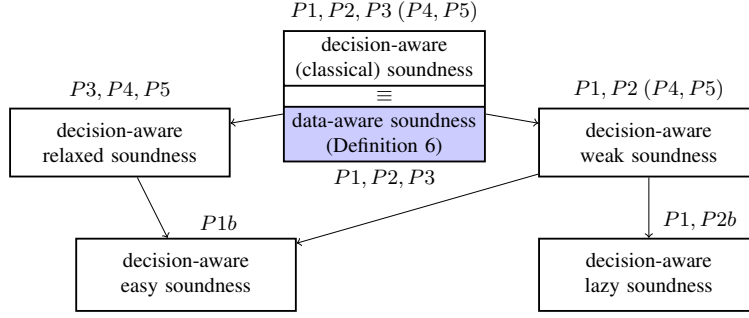 P1, P2, P3 (P4, P5)
decision-aware
(classical) soundness
≡
data-aware soundness
(Definition 6)
P1, P2, P3
P3, P4, P5
decision-aware
relaxed soundness
P1, P2 (P4, P5)
decision-aware
weak soundness
P1b
decision-aware
easy soundness
P1, P2b
decision-aware
lazy soundness